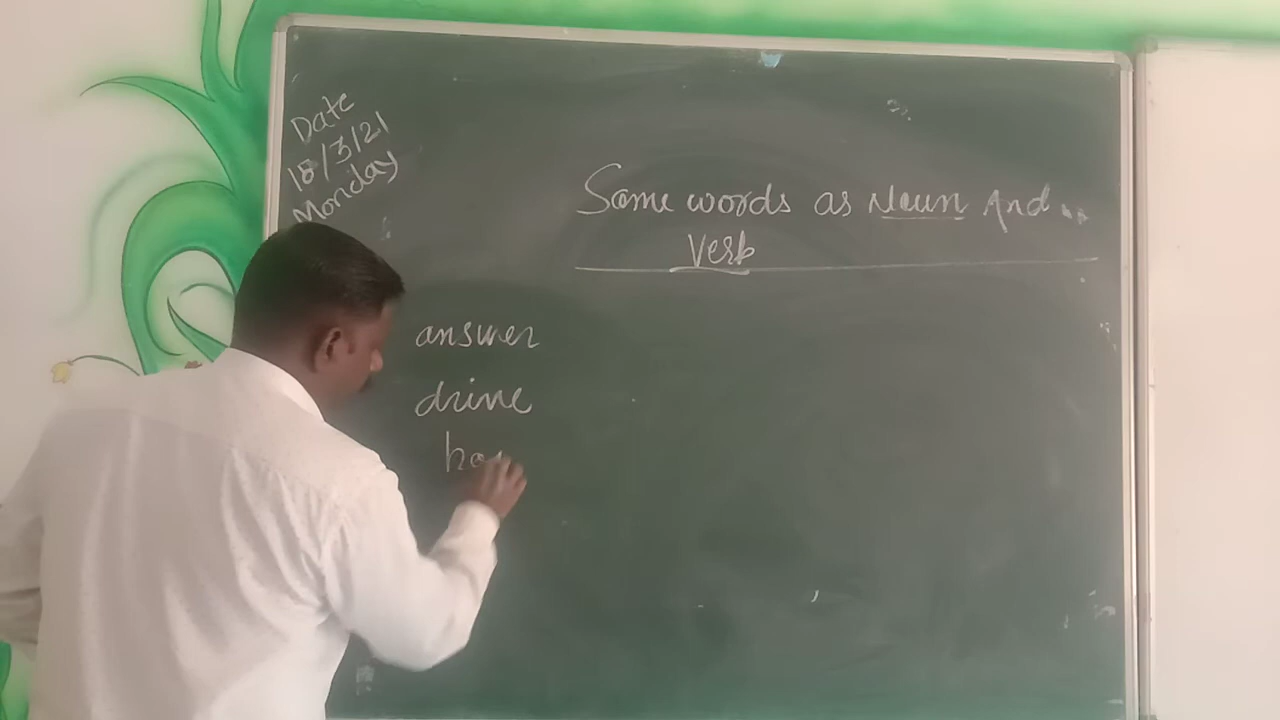 Date
18/3/21
Monday
Same words as Noun And
Verb
answer
drive